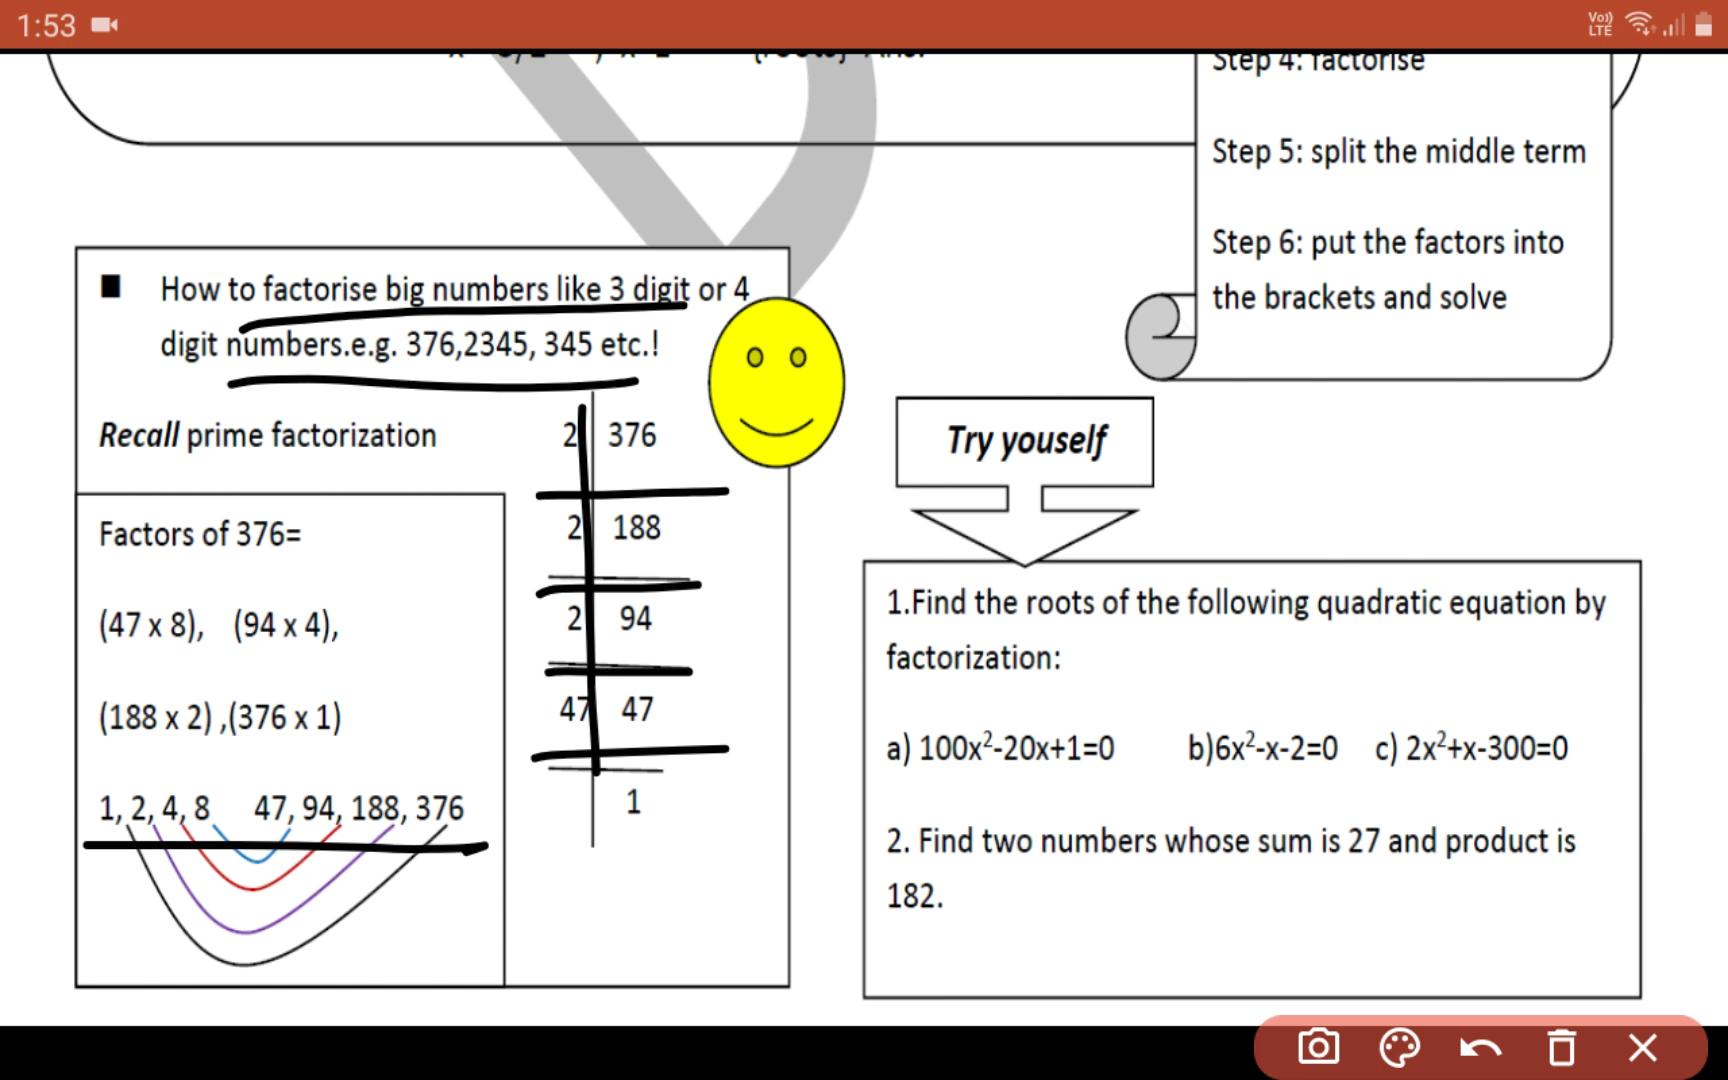 1:53
Vo))
LTE
Step 4: factorise
Step 5: split the middle term
Step 6: put the factors into
the brackets and solve
■ How to factorise big numbers like 3 digit or 4
digit numbers.e.g. 376,2345, 345 etc.!
Recall prime factorization
2 376
2 188
2 94
47 47
1
Factors of 376=
(47 x 8), (94 x 4),
(188 x 2) ,(376 x 1)
1, 2, 4, 8 47, 94, 188, 376
Try youself
1.Find the roots of the following quadratic equation by
factorization:
a) 100x²-20x+1=0 b)6x²-x-2=0 c) 2x²+x-300=0
2. Find two numbers whose sum is 27 and product is
182.